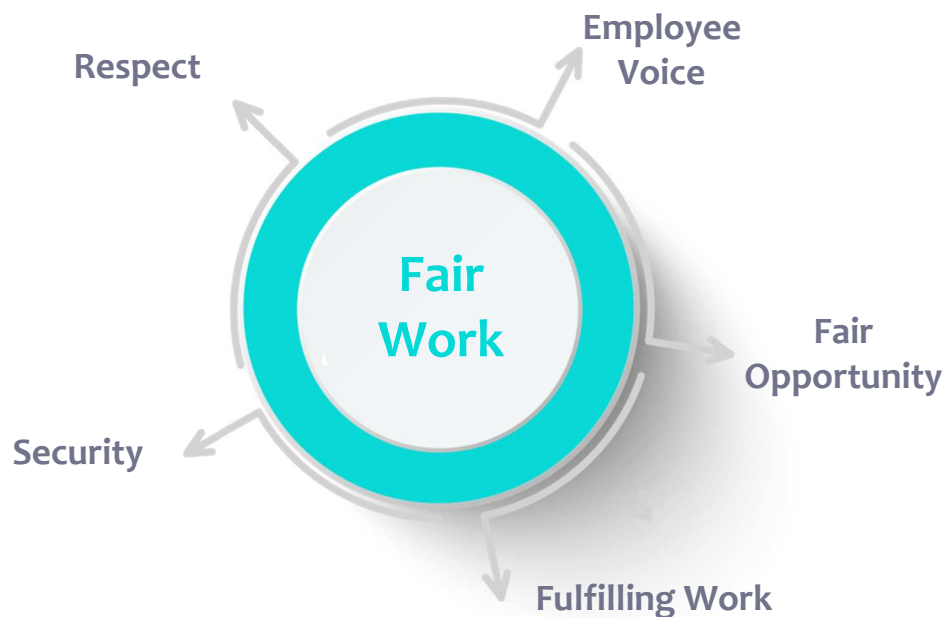 Employee
Voice
Respect
Fair
Work
Fair
Opportunity
Security
Fulfilling Work